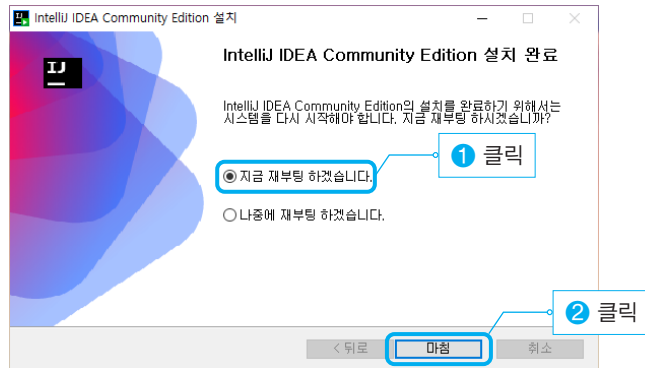 IntelliJ IDEA Community Edition 설치
IJ
IntelliJ IDEA Community Edition 설치 완료
IntelliJ IDEA Community Edition의 설치를 완료하기 위해서는
시스템을 다시 시작해야 합니다. 지금 재부팅 하시겠습니까?
지금 재부팅 하겠습니다.
1 클릭
나중에 재부팅 하겠습니다.
2 클릭
< 뒤로
마침
취소